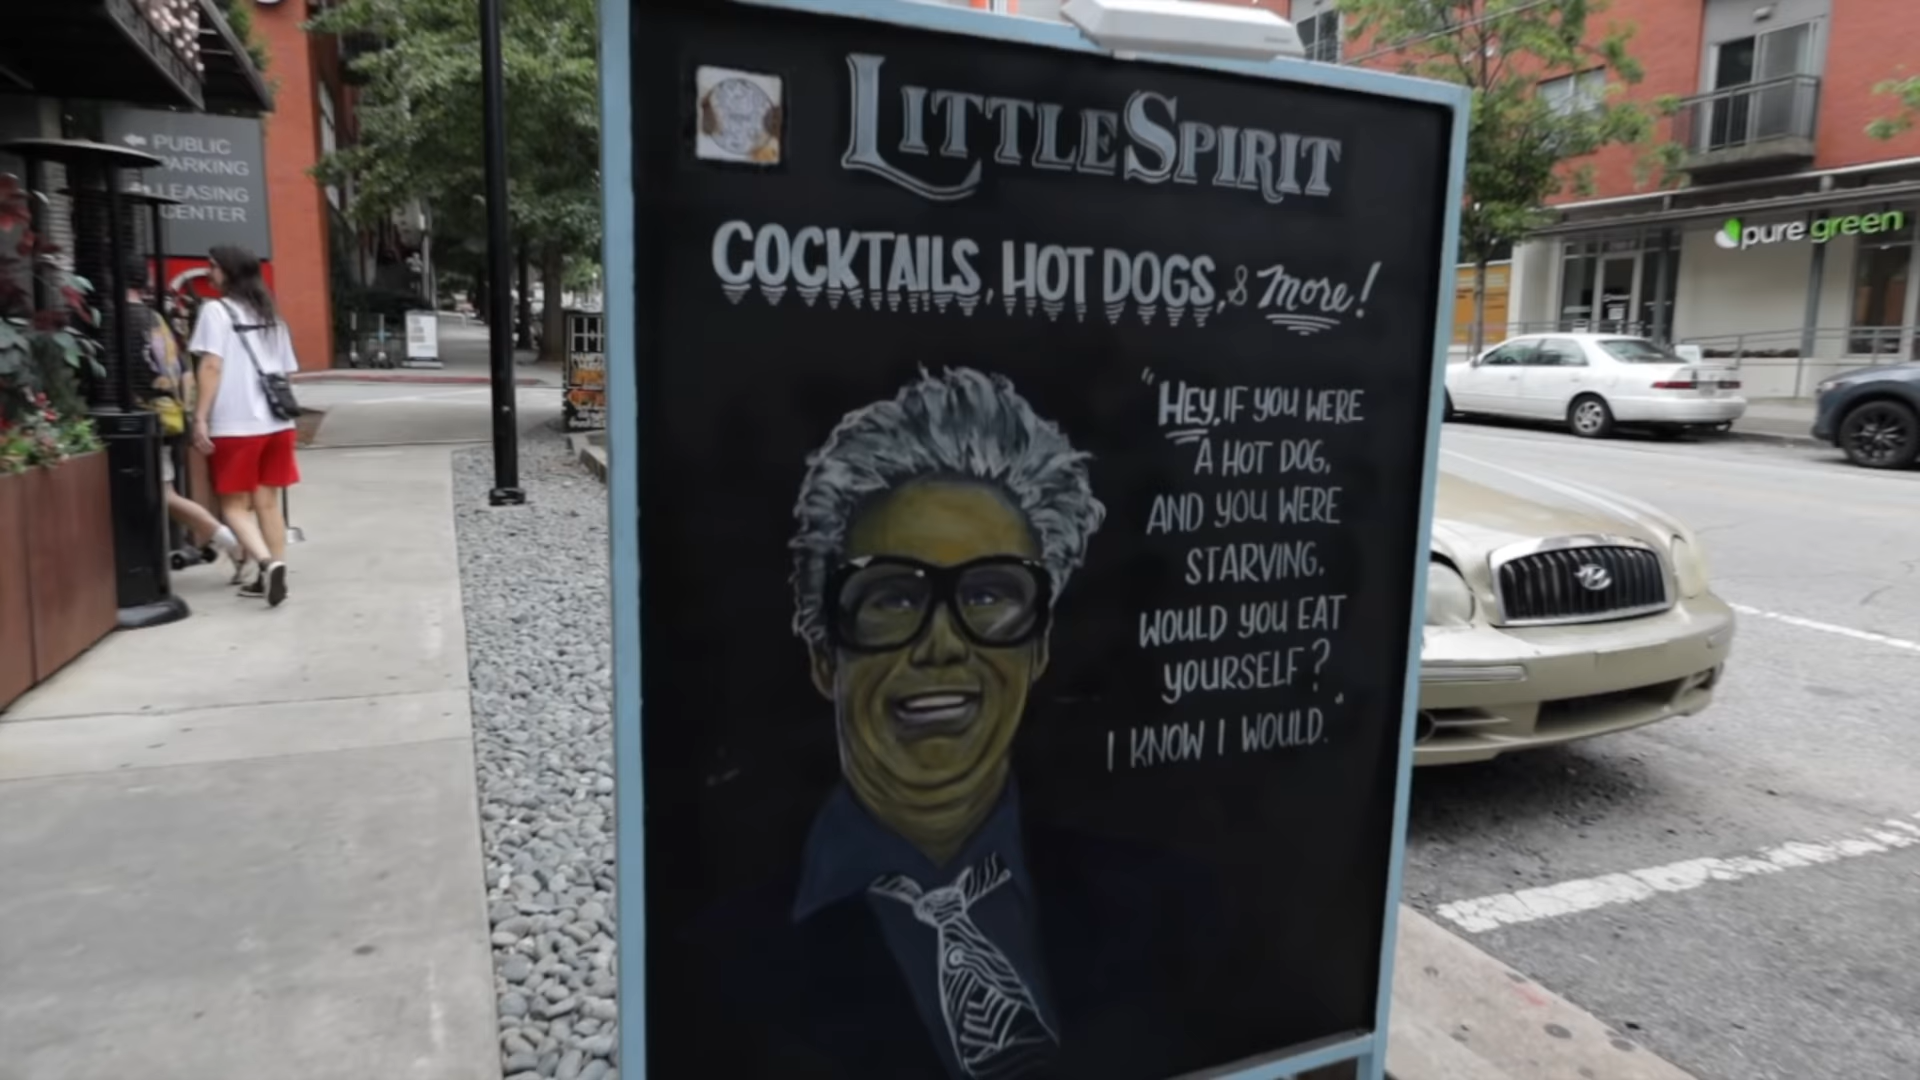 LITTLE SPIRIT
COCKTAILS, HOT DOGS, & More!
"HEY, IF YOU WERE
A HOT DOG,
AND YOU WERE
STARVING,
WOULD YOU EAT
YOURSELF?
I KNOW I WOULD."
PUBLIC
PARKING
LEASING
CENTER
pure green